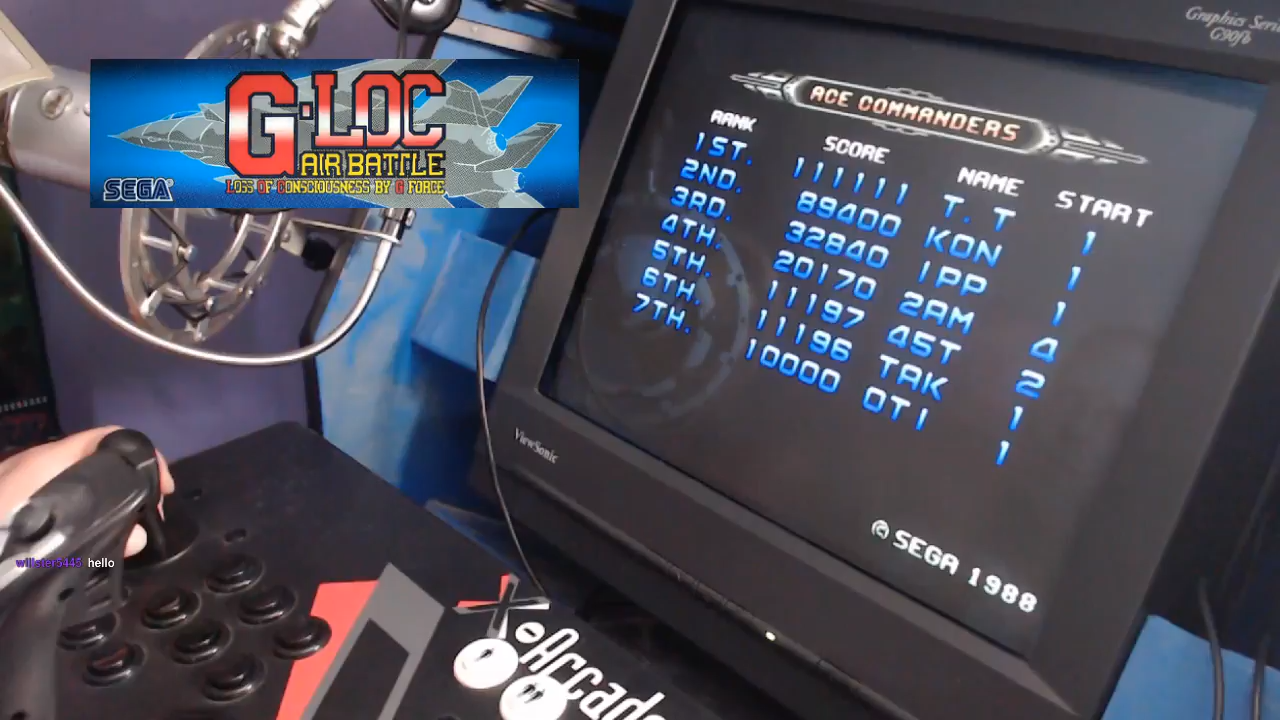 G-LOC
AIR BATTLE
LOSS OF CONSCIOUSNESS BY G FORCE
SEGA
Graphics Series
G90fb
ACE COMMANDERS
RANK SCORE NAME START
1ST. 111111 T.T 1
2ND. 89400 KON 1
3RD. 32840 1PP 1
4TH. 20170 2AM 4
5TH. 11197 45T 2
6TH. 11196 TAK 1
7TH. 10000 OTI 1
© SEGA 1988
ViewSonic
hello
X-Arcade